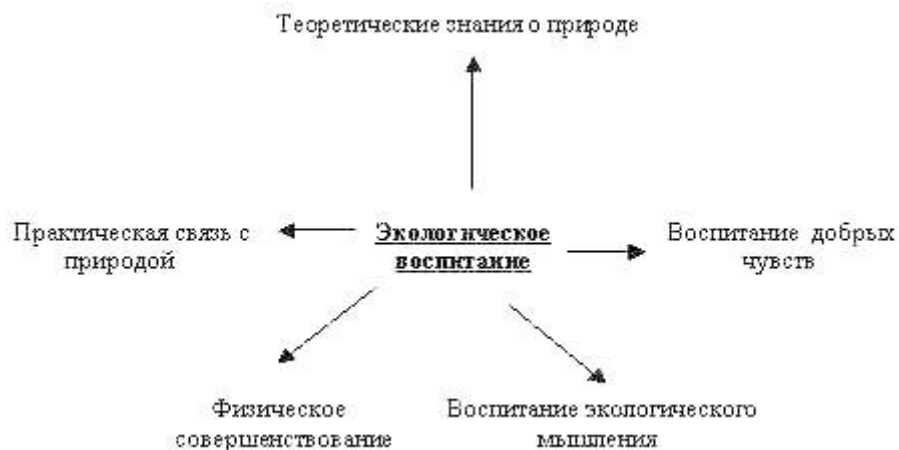 Теоретические знания о природе
Практическая связь с
природой
Экологическое
воспитание
Воспитание добрых
чувств
Физическое
совершенствование
Воспитание экологического
мышления